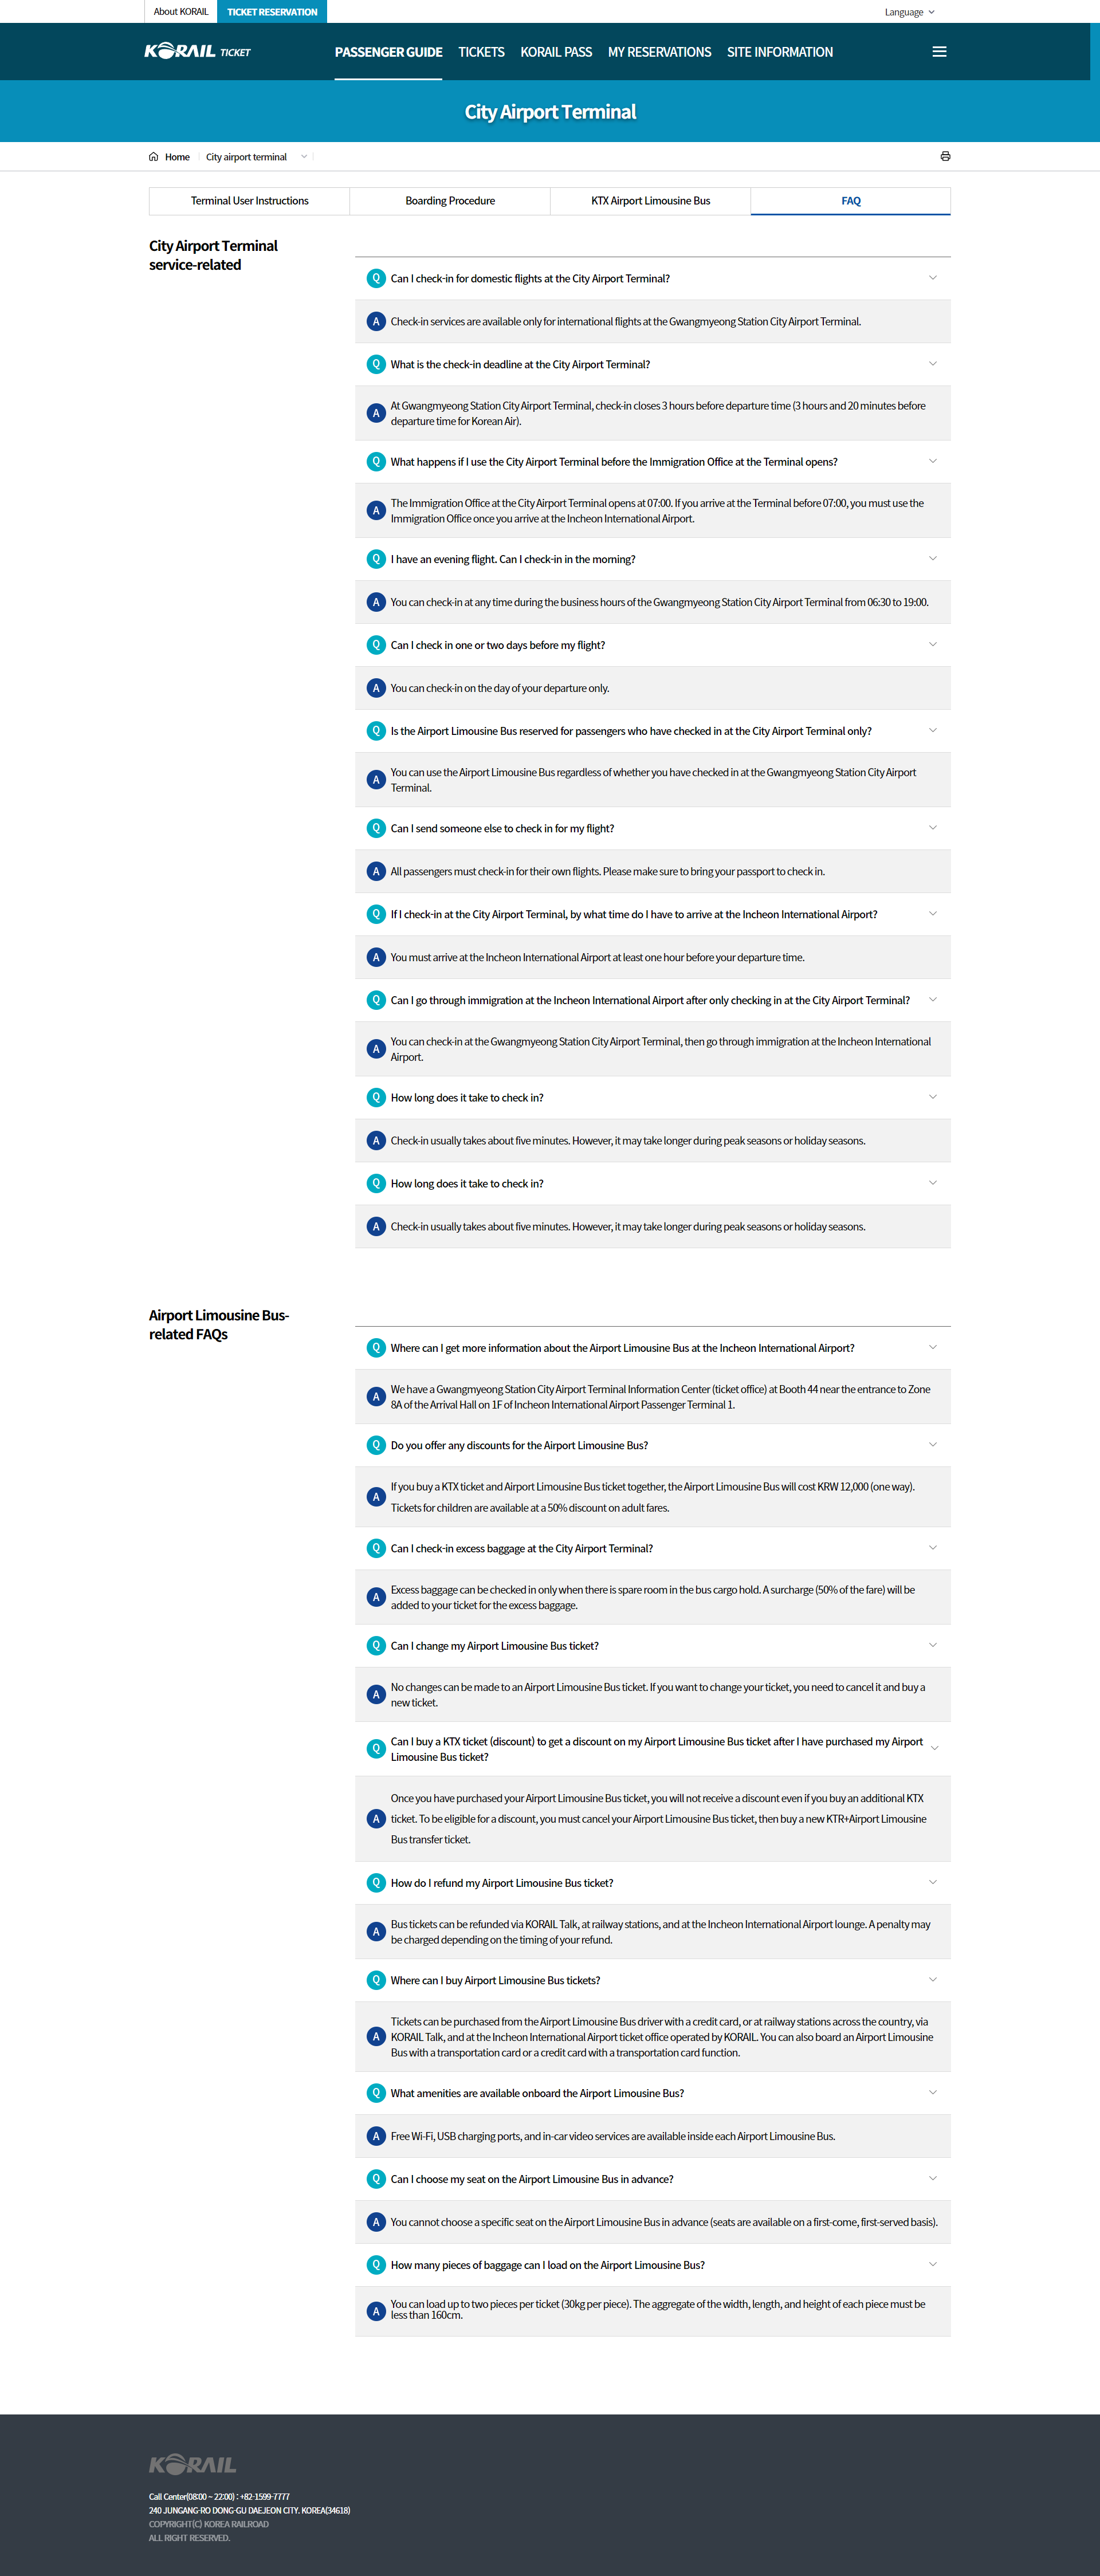 About KORAIL
TICKET RESERVATION
Language
KORAIL TICKET
PASSENGER GUIDE
TICKETS
KORAIL PASS
MY RESERVATIONS
SITE INFORMATION
City Airport Terminal
Home
City airport terminal
Terminal User Instructions
Boarding Procedure
KTX Airport Limousine Bus
FAQ
City Airport Terminal
service-related
Q Can I check-in for domestic flights at the City Airport Terminal?
A Check-in services are available only for international flights at the Gwangmyeong Station City Airport Terminal.
Q What is the check-in deadline at the City Airport Terminal?
A At Gwangmyeong Station City Airport Terminal, check-in closes 3 hours before departure time (3 hours and 20 minutes before
departure time for Korean Air).
Q What happens if I use the City Airport Terminal before the Immigration Office at the Terminal opens?
A The Immigration Office at the City Airport Terminal opens at 07:00. If you arrive at the Terminal before 07:00, you must use the
Immigration Office once you arrive at the Incheon International Airport.
Q I have an evening flight. Can I check-in in the morning?
A You can check-in at any time during the business hours of the Gwangmyeong Station City Airport Terminal from 06:30 to 19:00.
Q Can I check in one or two days before my flight?
A You can check-in on the day of your departure only.
Q Is the Airport Limousine Bus reserved for passengers who have checked in at the City Airport Terminal only?
A You can use the Airport Limousine Bus regardless of whether you have checked in at the Gwangmyeong Station City Airport
Terminal.
Q Can I send someone else to check in for my flight?
A All passengers must check-in for their own flights. Please make sure to bring your passport to check in.
Q If I check-in at the City Airport Terminal, by what time do I have to arrive at the Incheon International Airport?
A You must arrive at the Incheon International Airport at least one hour before your departure time.
Q Can I go through immigration at the Incheon International Airport after only checking in at the City Airport Terminal?
A You can check-in at the Gwangmyeong Station City Airport Terminal, then go through immigration at the Incheon International
Airport.
Q How long does it take to check in?
A Check-in usually takes about five minutes. However, it may take longer during peak seasons or holiday seasons.
Q How long does it take to check in?
A Check-in usually takes about five minutes. However, it may take longer during peak seasons or holiday seasons.
Airport Limousine Bus-
related FAQs
Q Where can I get more information about the Airport Limousine Bus at the Incheon International Airport?
A We have a Gwangmyeong Station City Airport Terminal Information Center (ticket office) at Booth 44 near the entrance to Zone
8A of the Arrival Hall on 1F of Incheon International Airport Passenger Terminal 1.
Q Do you offer any discounts for the Airport Limousine Bus?
A If you buy a KTX ticket and Airport Limousine Bus ticket together, the Airport Limousine Bus will cost KRW 12,000 (one way).
Tickets for children are available at a 50% discount on adult fares.
Q Can I check-in excess baggage at the City Airport Terminal?
A Excess baggage can be checked in only when there is spare room in the bus cargo hold. A surcharge (50% of the fare) will be
added to your ticket for the excess baggage.
Q Can I change my Airport Limousine Bus ticket?
A No changes can be made to an Airport Limousine Bus ticket. If you want to change your ticket, you need to cancel it and buy a
new ticket.
Q Can I buy a KTX ticket (discount) to get a discount on my Airport Limousine Bus ticket after I have purchased my Airport
Limousine Bus ticket?
A Once you have purchased your Airport Limousine Bus ticket, you will not receive a discount even if you buy an additional KTX
ticket. To be eligible for a discount, you must cancel your Airport Limousine Bus ticket, then buy a new KTR+Airport Limousine
Bus transfer ticket.
Q How do I refund my Airport Limousine Bus ticket?
A Bus tickets can be refunded via KORAIL Talk, at railway stations, and at the Incheon International Airport lounge. A penalty may
be charged depending on the timing of your refund.
Q Where can I buy Airport Limousine Bus tickets?
A Tickets can be purchased from the Airport Limousine Bus driver with a credit card, or at railway stations across the country, via
KORAIL Talk, and at the Incheon International Airport ticket office operated by KORAIL. You can also board an Airport Limousine
Bus with a transportation card or a credit card with a transportation card function.
Q What amenities are available onboard the Airport Limousine Bus?
A Free Wi-Fi, USB charging ports, and in-car video services are available inside each Airport Limousine Bus.
Q Can I choose my seat on the Airport Limousine Bus in advance?
A You cannot choose a specific seat on the Airport Limousine Bus in advance (seats are available on a first-come, first-served basis).
Q How many pieces of baggage can I load on the Airport Limousine Bus?
A You can load up to two pieces per ticket (30kg per piece). The aggregate of the width, length, and height of each piece must be
less than 160cm.
KORAIL
Call Center(08:00 ~ 22:00) : +82-1599-7777
240 JUNGANG-RO DONG-GU DAEJEON CITY. KOREA(34618)
COPYRIGHT(C) KOREA RAILROAD
ALL RIGHT RESERVED.